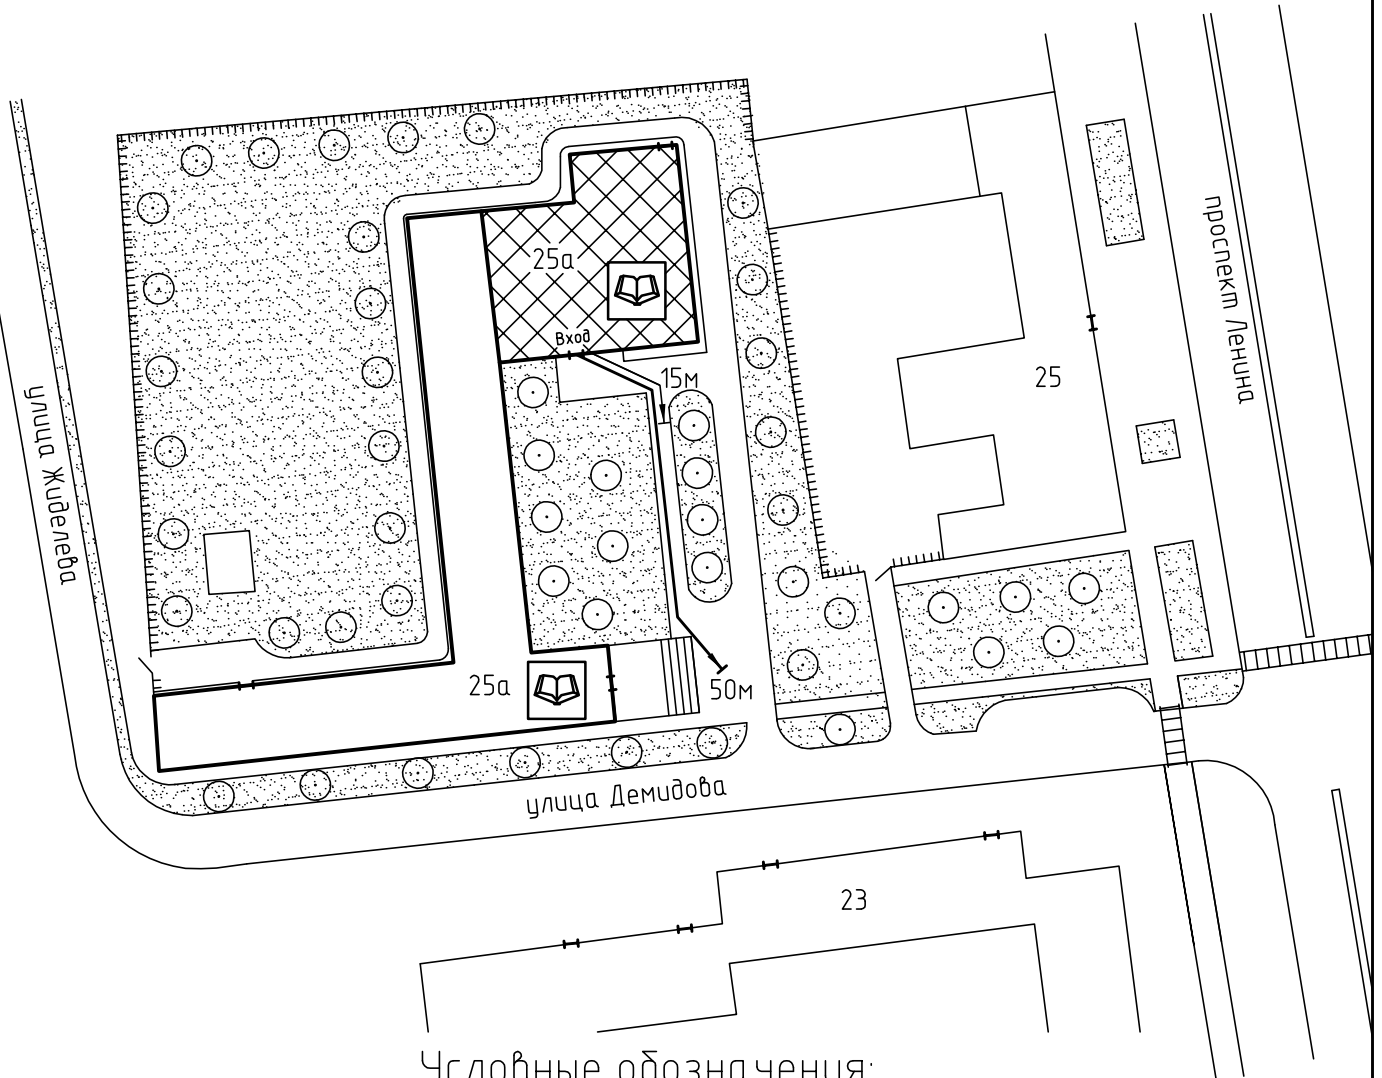 проспект Ленина
25а
Вход
15м
25
улица Жиделева
25а
50м
улица Демидова
23
Условные обозначения: